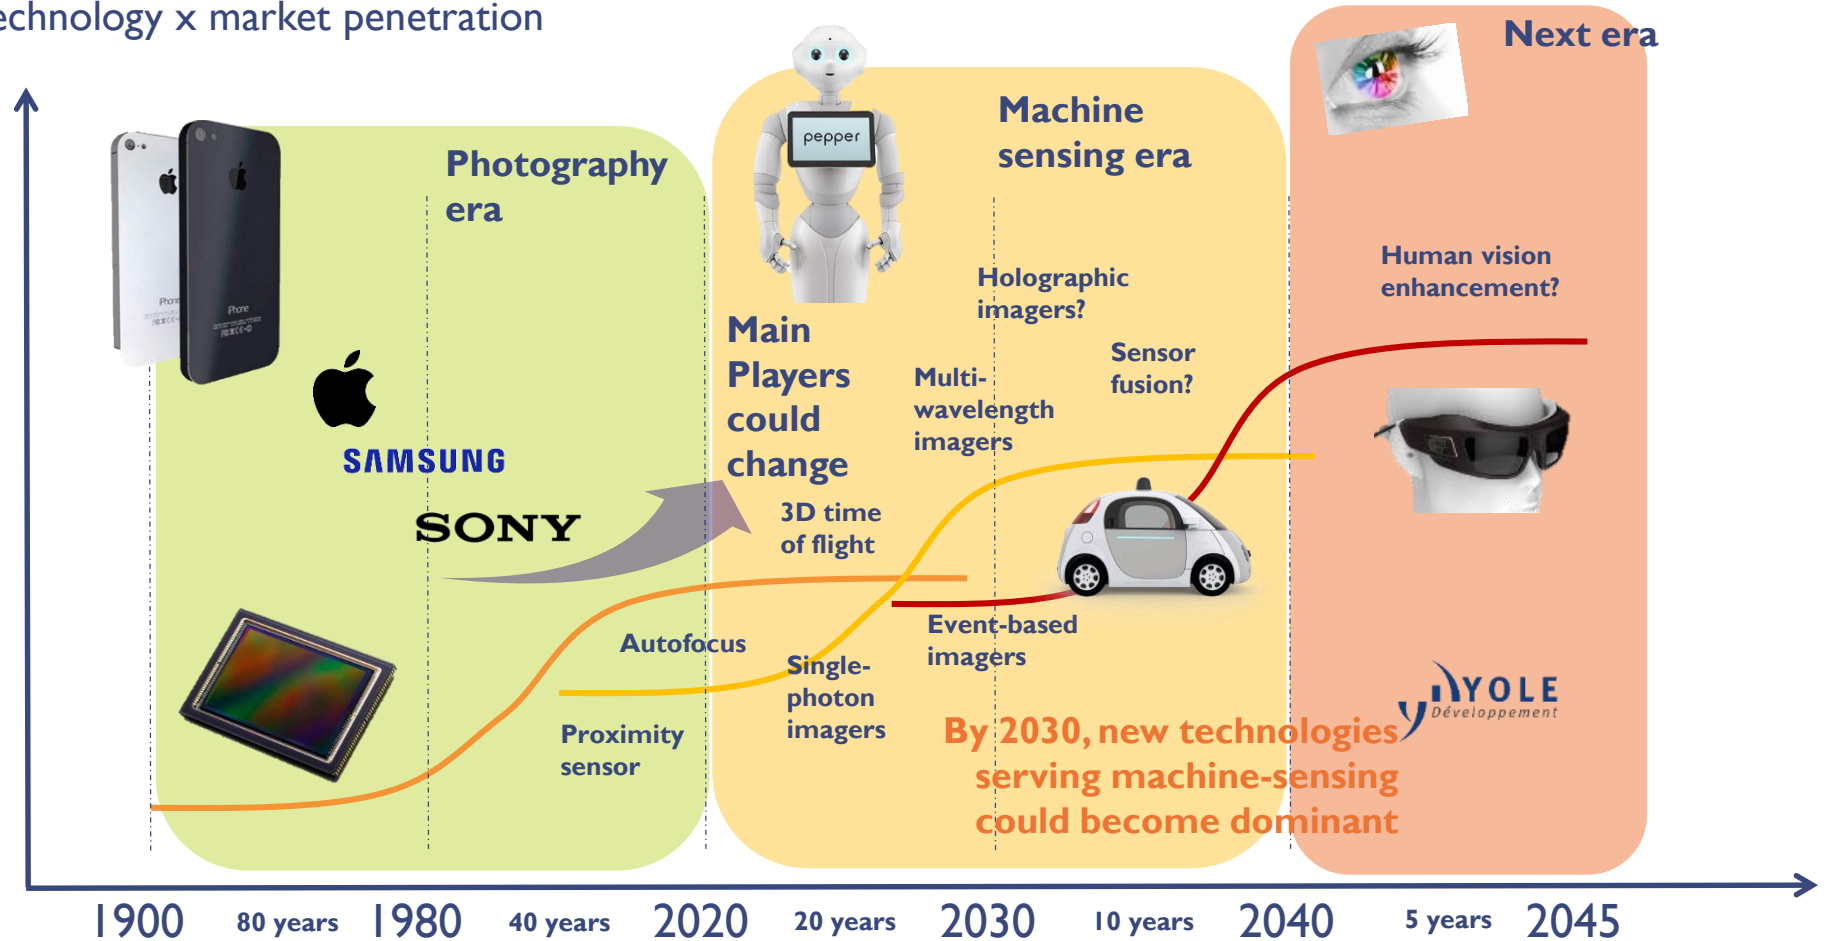 technology x market penetration
Next era
Machine
sensing era
pepper
Photography
era
Human vision
enhancement?
Holographic
imagers?
iPhone
iPhone
Main
Players
could
change
Sensor
fusion?
Multi-
wavelength
imagers
SAMSUNG
SONY
3D time
of flight
Event-based
imagers
Autofocus
Single-
photon
imagers
Proximity
sensor
YOLE
Développement
By 2030, new technologies
serving machine-sensing
could become dominant
1900 80 years 1980 40 years 2020 20 years 2030 10 years 2040 5 years 2045